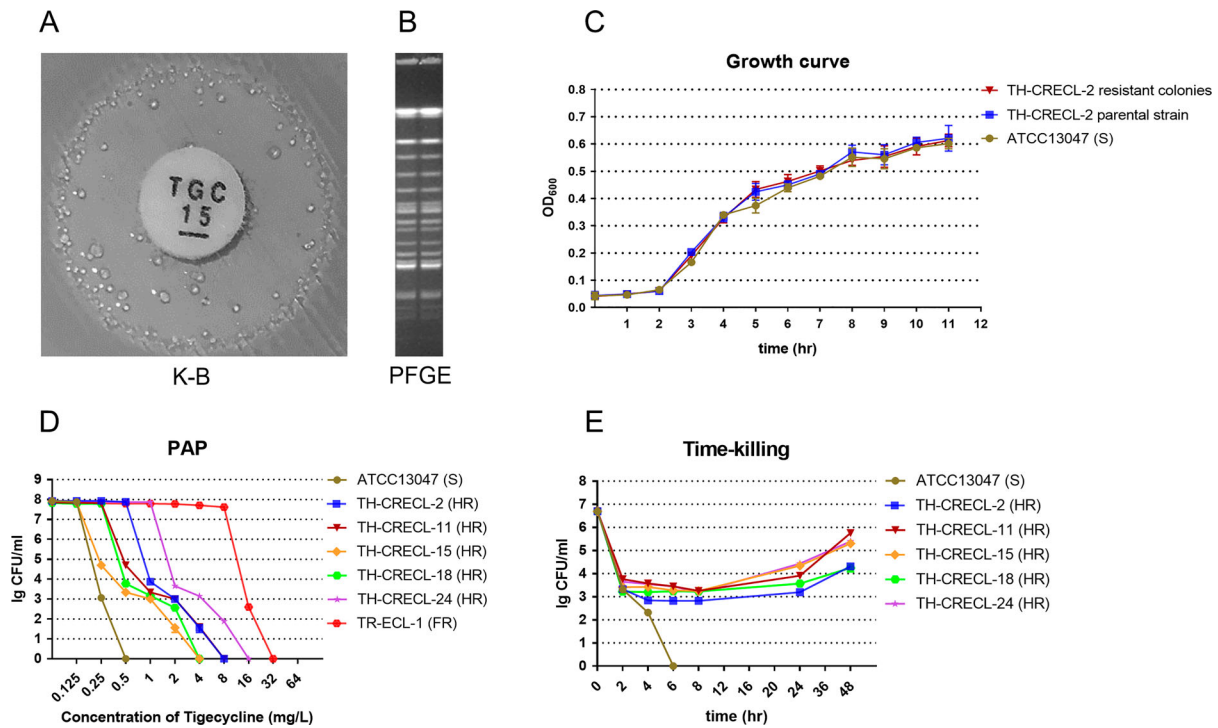 A
TGC
15
K-B
B
PFGE
C
Growth curve
0.8
0.7
0.6
0.5
0.4
0.3
0.2
0.1
0.0
OD600
1 2 3 4 5 6 7 8 9 10 11 12
time (hr)
TH-CRECL-2 resistant colonies
TH-CRECL-2 parental strain
ATCC13047 (S)
D
PAP
9
8
7
6
5
4
3
2
1
0
lg CFU/ml
0.125 0.25 0.5 1 2 4 8 16 32 64
Concentration of Tigecycline (mg/L)
ATCC13047 (S)
TH-CRECL-2 (HR)
TH-CRECL-11 (HR)
TH-CRECL-15 (HR)
TH-CRECL-18 (HR)
TH-CRECL-24 (HR)
TR-ECL-1 (FR)
E
Time-killing
8
7
6
5
4
3
2
1
0
lg CFU/ml
0 2 4 6 8 12 24 36 48
time (hr)
ATCC13047 (S)
TH-CRECL-2 (HR)
TH-CRECL-11 (HR)
TH-CRECL-15 (HR)
TH-CRECL-18 (HR)
TH-CRECL-24 (HR)